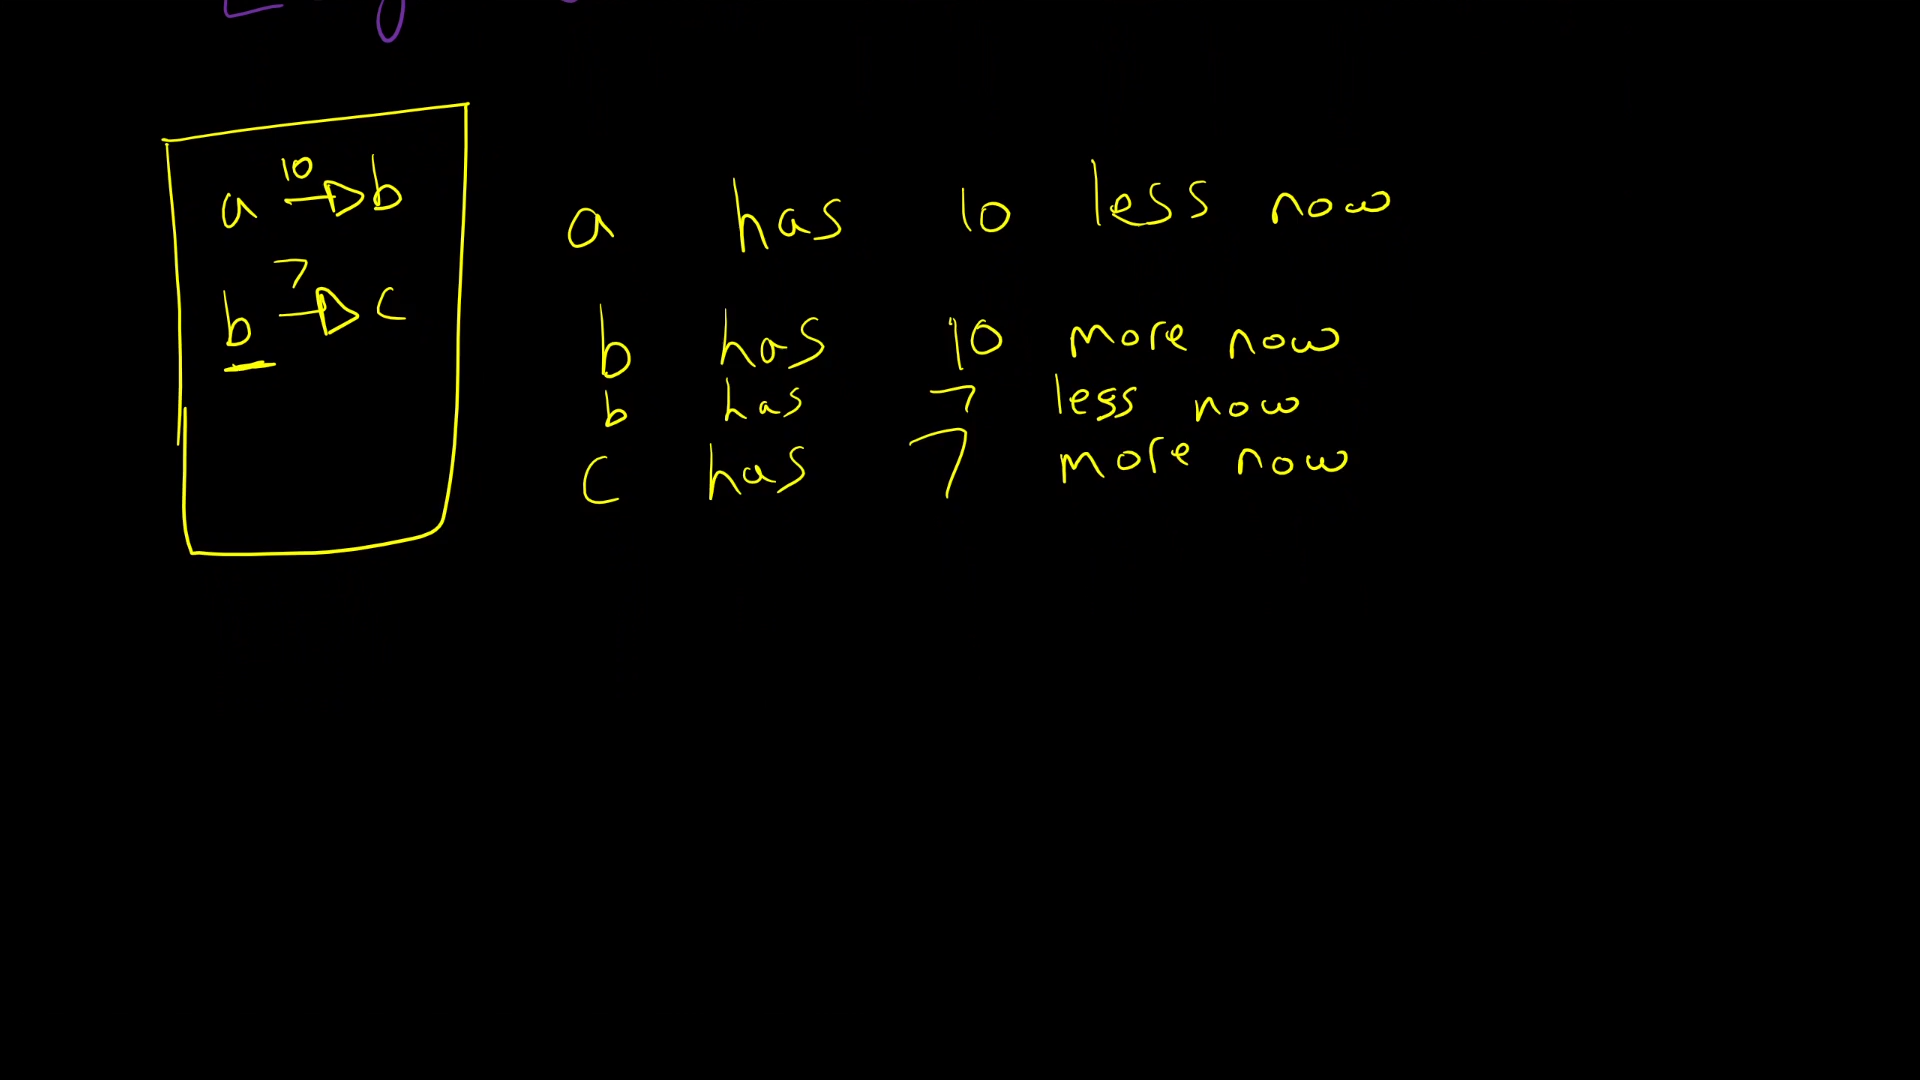 a 10 → b
b 7 → c
a has 10 less now
b has 10 more now
b has 7 less now
c has 7 more now